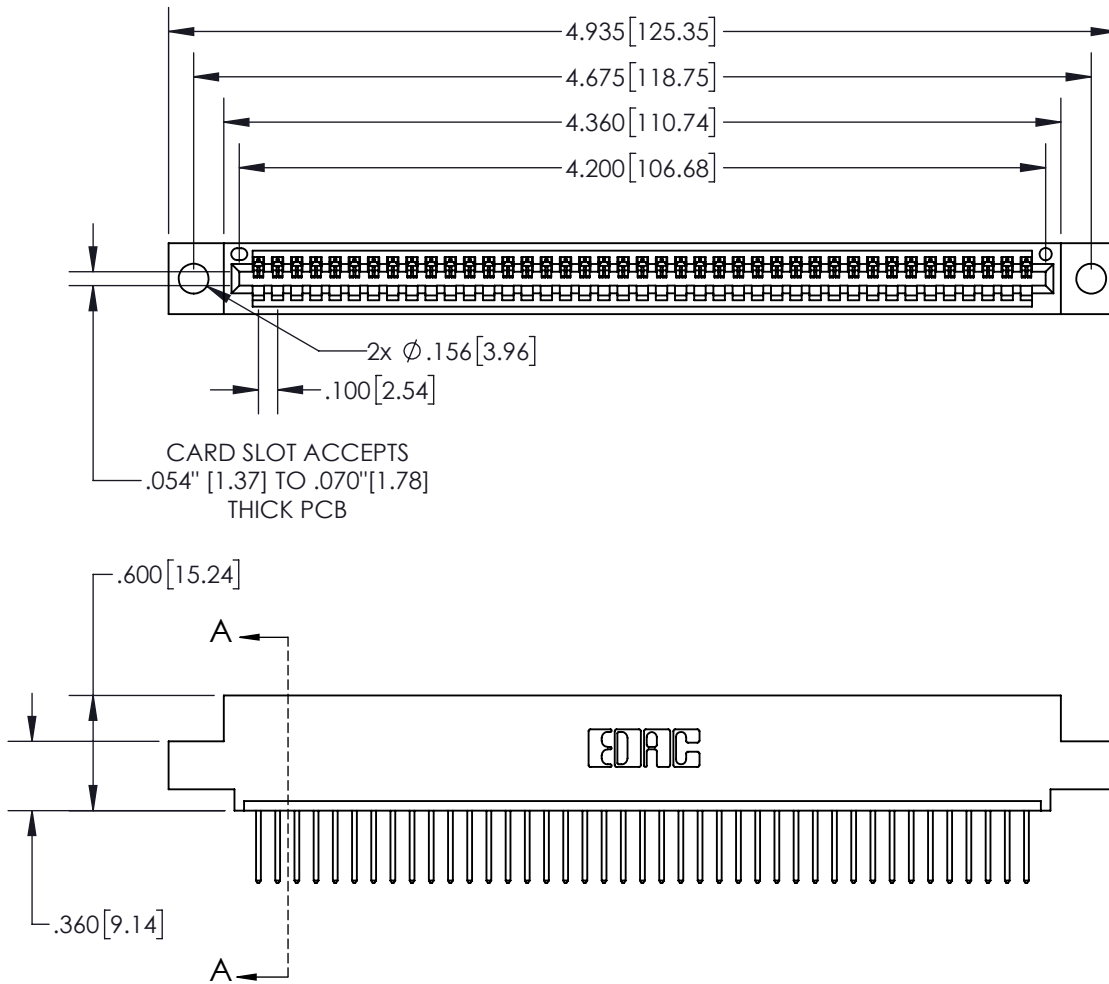 4.935[125.35]
4.675[118.75]
4.360[110.74]
4.200[106.68]
2x Ø .156[3.96]
.100[2.54]
CARD SLOT ACCEPTS
.054" [1.37] TO .070"[1.78]
THICK PCB
.600[15.24]
A
EDAC
.360[9.14]
A